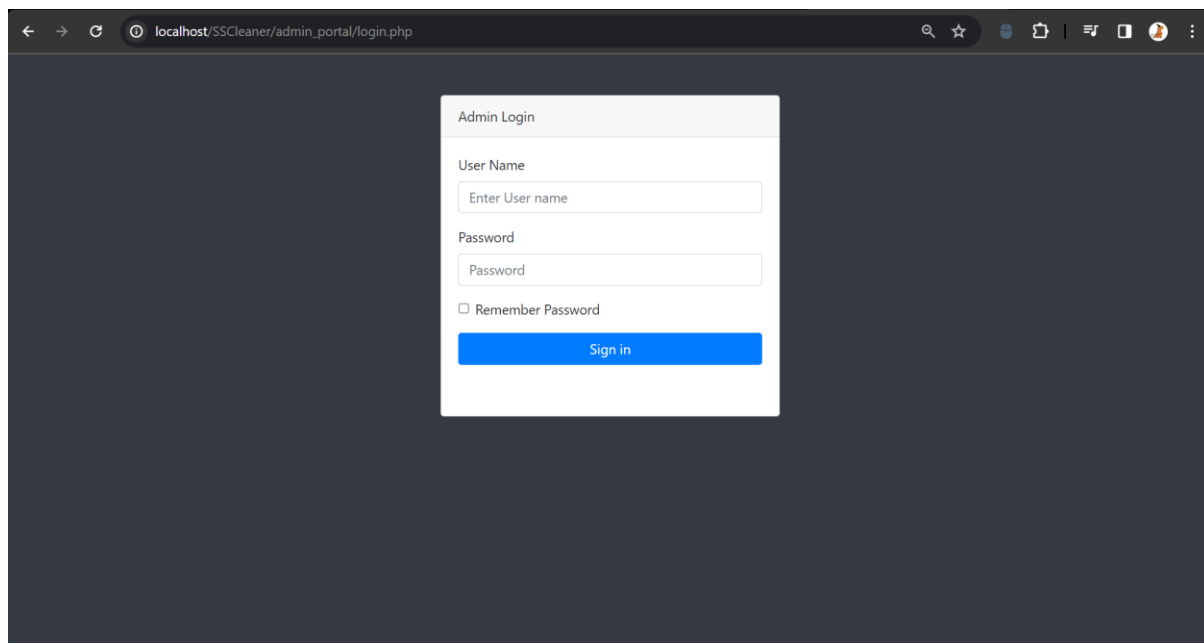 localhost/SSCleaner/admin_portal/login.php
Admin Login
User Name
Enter User name
Password
Password
Remember Password
Sign in